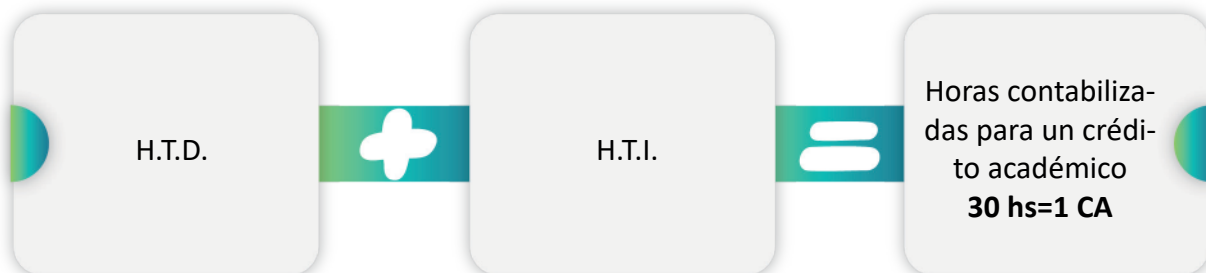 H.T.D.
H.T.I.
Horas contabiliza-
das para un crédi-
to académico
30 hs=1 CA